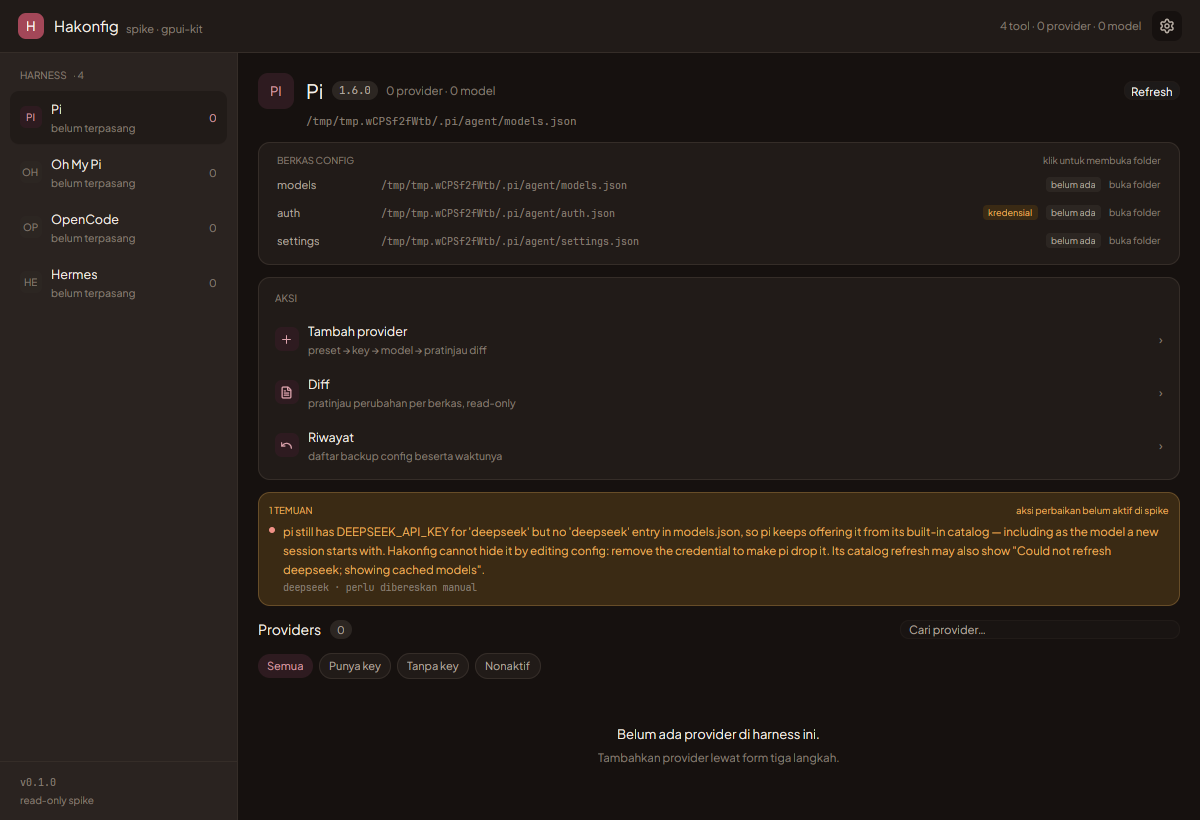 H Hakonfig spike · gpui-kit 4 tool · 0 provider · 0 model
HARNESS · 4
PI Pi 0
belum terpasang
OH Oh My Pi 0
belum terpasang
OP OpenCode 0
belum terpasang
HE Hermes 0
belum terpasang
v0.1.0
read-only spike
PI Pi 1.6.0 0 provider · 0 model Refresh
/tmp/tmp.wCPSf2fWtb/.pi/agent/models.json
BERKAS CONFIG klik untuk membuka folder
models /tmp/tmp.wCPSf2fWtb/.pi/agent/models.json belum ada buka folder
auth /tmp/tmp.wCPSf2fWtb/.pi/agent/auth.json kredensial belum ada buka folder
settings /tmp/tmp.wCPSf2fWtb/.pi/agent/settings.json belum ada buka folder
AKSI
Tambah provider ›
preset → key → model → pratinjau diff
Diff ›
pratinjau perubahan per berkas, read-only
Riwayat ›
daftar backup config beserta waktunya
1 TEMUAN aksi perbaikan belum aktif di spike
pi still has DEEPSEEK_API_KEY for 'deepseek' but no 'deepseek' entry in models.json, so pi keeps offering it from its built-in catalog — including as the model a new
session starts with. Hakonfig cannot hide it by editing config: remove the credential to make pi drop it. Its catalog refresh may also show "Could not refresh
deepseek; showing cached models".
deepseek · perlu dibereskan manual
Providers 0 Cari provider...
Semua Punya key Tanpa key Nonaktif
Belum ada provider di harness ini.
Tambahkan provider lewat form tiga langkah.